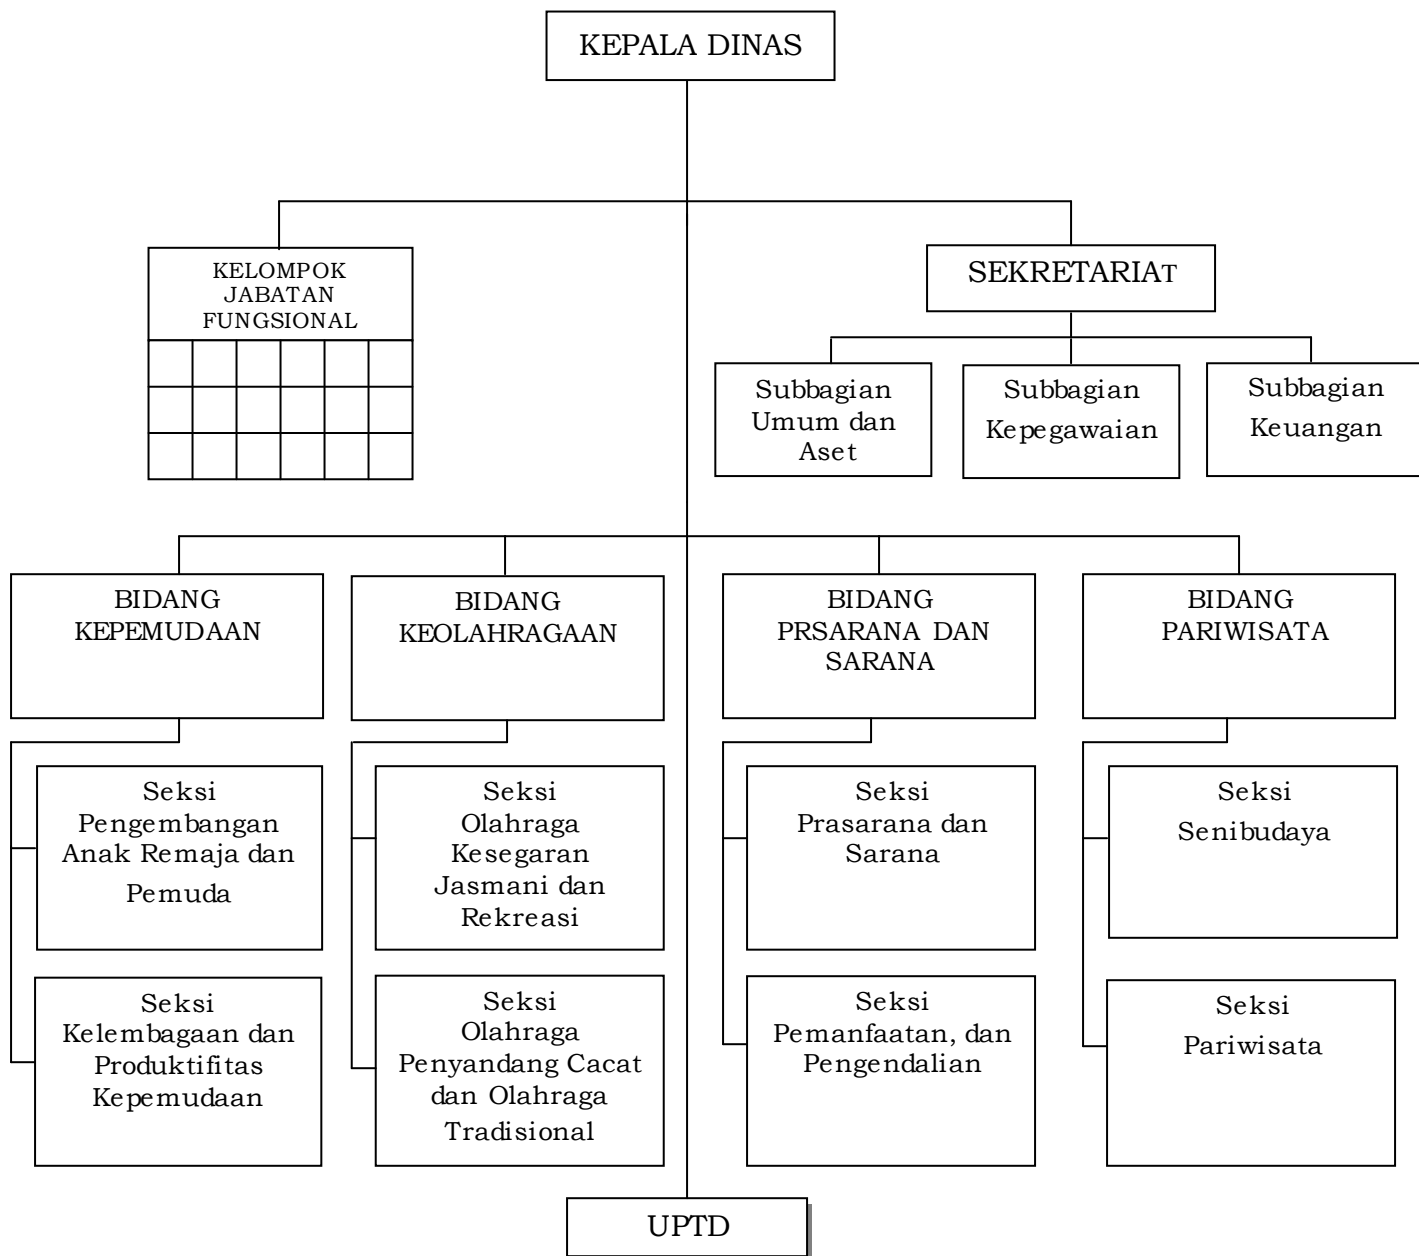 KEPALA DINAS
KELOMPOK
JABATAN
FUNGSIONAL
SEKRETARIAT
Subbagian
Umum dan
Aset
Subbagian
Kepegawaian
Subbagian
Keuangan
BIDANG
KEPEMUDAAN
BIDANG
KEOLAHRAGAAN
BIDANG
PRSARANA DAN
SARANA
BIDANG
PARIWISATA
Seksi
Pengembangan
Anak Remaja dan
Pemuda
Seksi
Olahraga
Kesegaran
Jasmani dan
Rekreasi
Seksi
Prasarana dan
Sarana
Seksi
Senibudaya
Seksi
Kelembagaan dan
Produktifitas
Kepemudaan
Seksi
Olahraga
Penyandang Cacat
dan Olahraga
Tradisional
Seksi
Pemanfaatan, dan
Pengendalian
Seksi
Pariwisata
UPTD